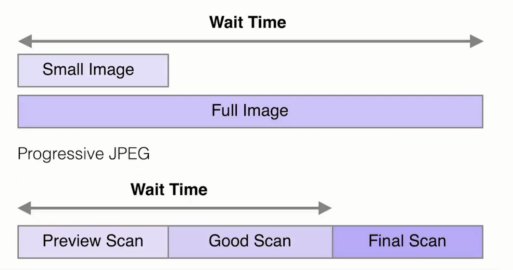 Wait Time
Small Image
Full Image
Progressive JPEG
Wait Time
Preview Scan Good Scan Final Scan